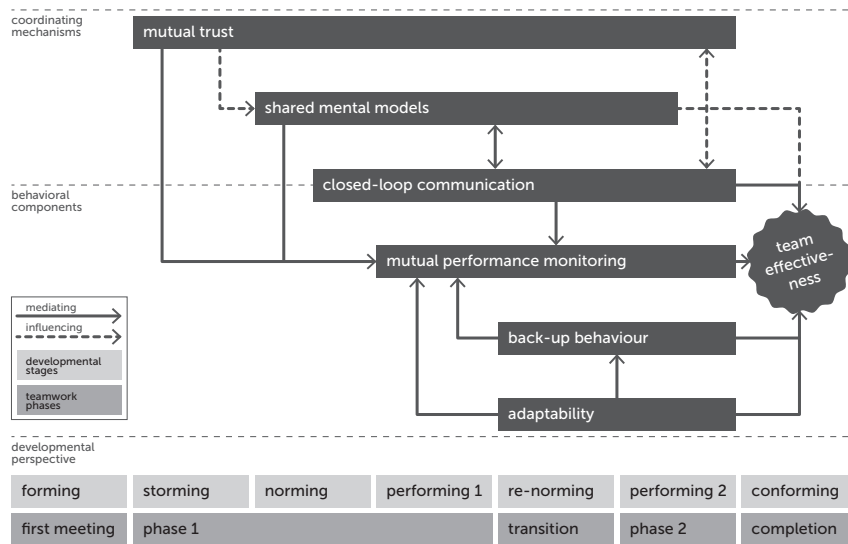 coordinating
mechanisms
mutual trust
shared mental models
closed-loop communication
behavioral
components
mutual performance monitoring
team
effective-
ness
mediating
influencing
developmental
stages
teamwork
phases
back-up behaviour
adaptability
developmental
perspective
forming
storming
norming
performing 1
re-norming
performing 2
conforming
first meeting
phase 1
transition
phase 2
completion